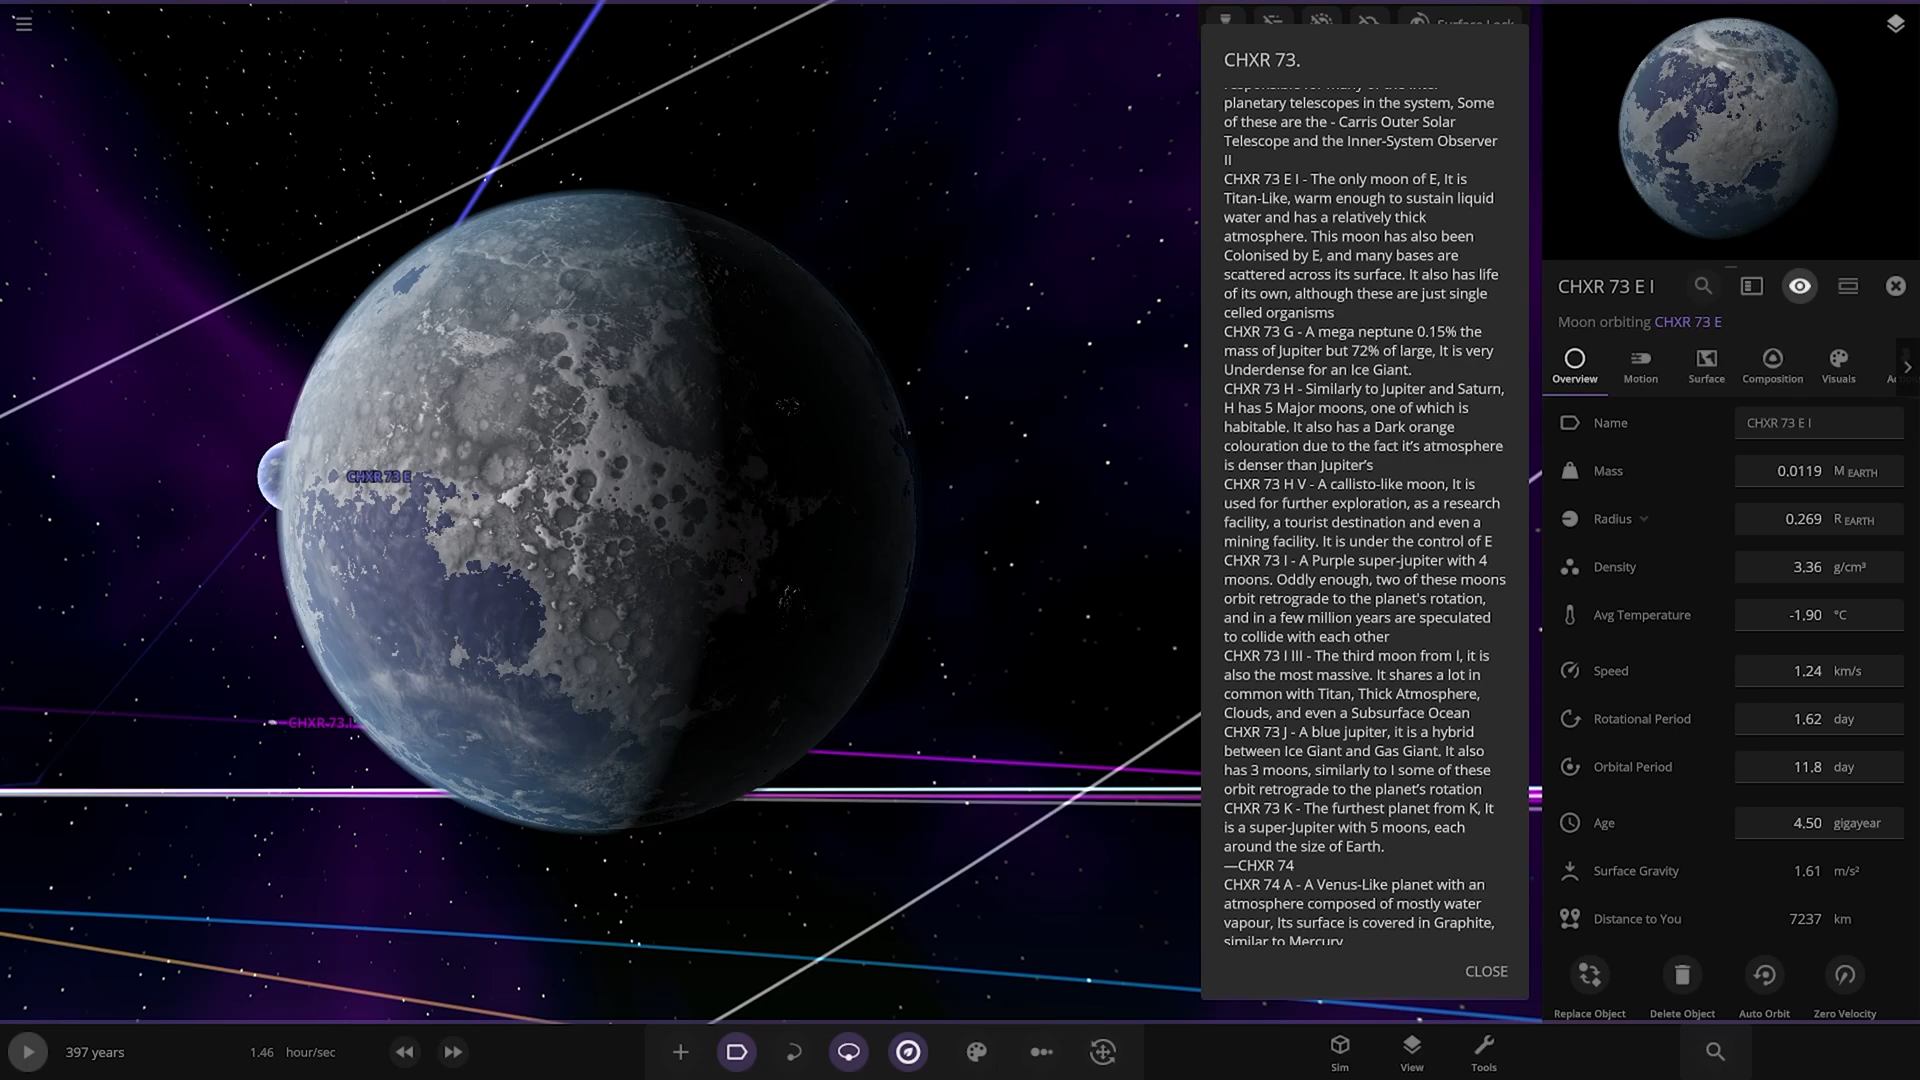 Surface Lock
CHXR 73.
planetary telescopes in the system, Some
of these are the - Carris Outer Solar
Telescope and the Inner-System Observer
II
CHXR 73 E I - The only moon of E, It is
Titan-Like, warm enough to sustain liquid
water and has a relatively thick
atmosphere. This moon has also been
Colonised by E, and many bases are
scattered across its surface. It also has life
of its own, although these are just single
celled organisms
CHXR 73 G - A mega neptune 0.15% the
mass of Jupiter but 72% of large, It is very
Underdense for an Ice Giant.
CHXR 73 H - Similarly to Jupiter and Saturn,
H has 5 Major moons, one of which is
habitable. It also has a Dark orange
colouration due to the fact it's atmosphere
is denser than Jupiter's
CHXR 73 H V - A callisto-like moon, It is
used for further exploration, as a research
facility, a tourist destination and even a
mining facility. It is under the control of E
CHXR 73 I - A Purple super-jupiter with 4
moons. Oddly enough, two of these moons
orbit retrograde to the planet's rotation,
and in a few million years are speculated
to collide with each other
CHXR 73 I III - The third moon from I, it is
also the most massive. It shares a lot in
common with Titan, Thick Atmosphere,
Clouds, and even a Subsurface Ocean
CHXR 73 J - A blue jupiter, it is a hybrid
between Ice Giant and Gas Giant. It also
has 3 moons, similarly to I some of these
orbit retrograde to the planet's rotation
CHXR 73 K - The furthest planet from K, It
is a super-Jupiter with 5 moons, each
around the size of Earth.
—CHXR 74
CHXR 74 A - A Venus-Like planet with an
atmosphere composed of mostly water
vapour, Its surface is covered in Graphite,
similar to Mercury
CLOSE
CHXR 73 E
CHXR 73 I
CHXR 73 E I
Moon orbiting CHXR 73 E
Overview Motion Surface Composition Visuals
Name CHXR 73 E I
Mass 0.0119 M EARTH
Radius 0.269 R EARTH
Density 3.36 g/cm³
Avg Temperature -1.90 °C
Speed 1.24 km/s
Rotational Period 1.62 day
Orbital Period 11.8 day
Age 4.50 gigayear
Surface Gravity 1.61 m/s²
Distance to You 7237 km
Replace Object Delete Object Auto Orbit Zero Velocity
397 years 1.46 hour/sec
Sim View Tools